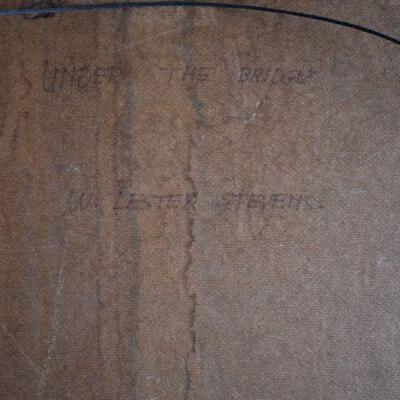 UNDER THE BRIDGE
W. LESTER STEVENS